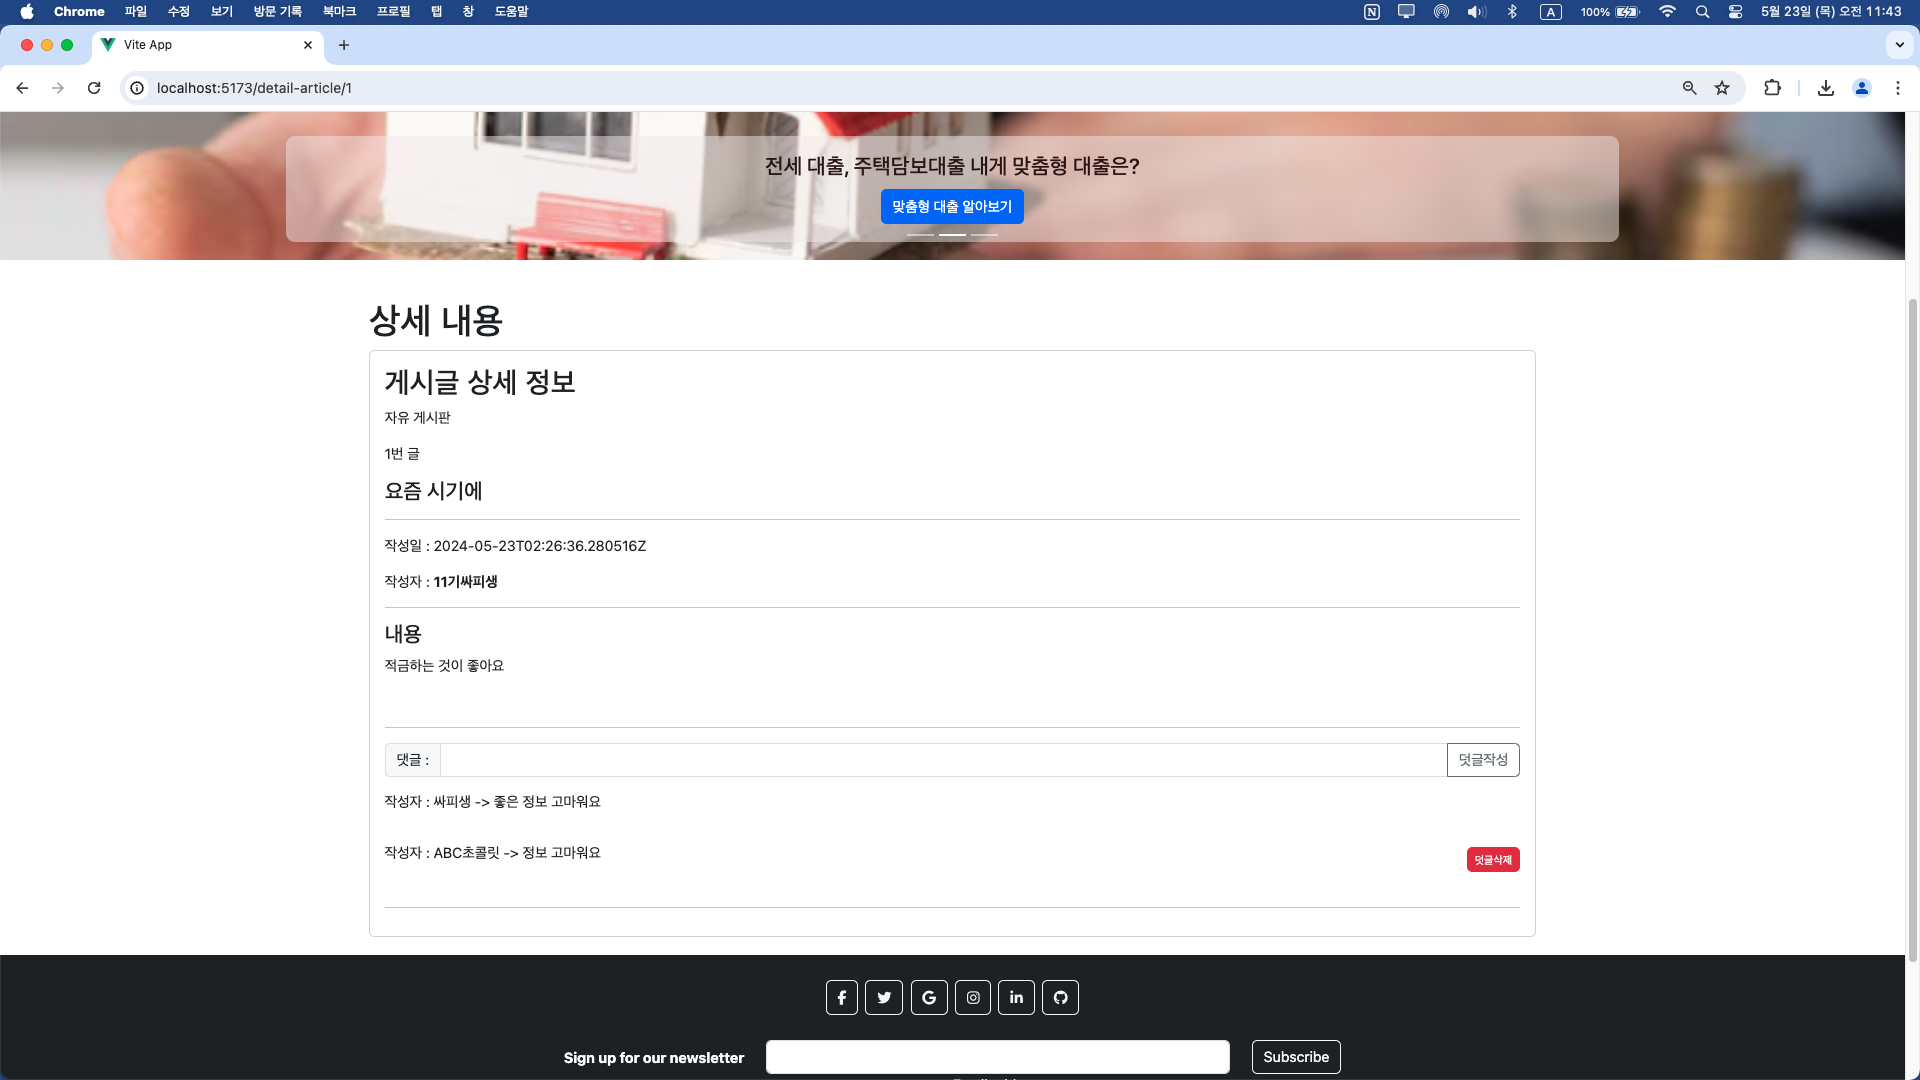 Chrome 파일 수정 보기 방문 기록 북마크 프로필 탭 창 도움말 N A 100% 5월 23일 (목) 오전 11:43
Vite App
localhost:5173/detail-article/1
전세 대출, 주택담보대출 내게 맞춤형 대출은?
맞춤형 대출 알아보기
상세 내용
게시글 상세 정보
자유 게시판
1번 글
요즘 시기에
작성일 : 2024-05-23T02:26:36.280516Z
작성자 : 11기싸피생
내용
적금하는 것이 좋아요
댓글 :
덧글작성
작성자 : 싸피생 -> 좋은 정보 고마워요
작성자 : ABC초콜릿 -> 정보 고마워요
덧글삭제
Sign up for our newsletter
Subscribe